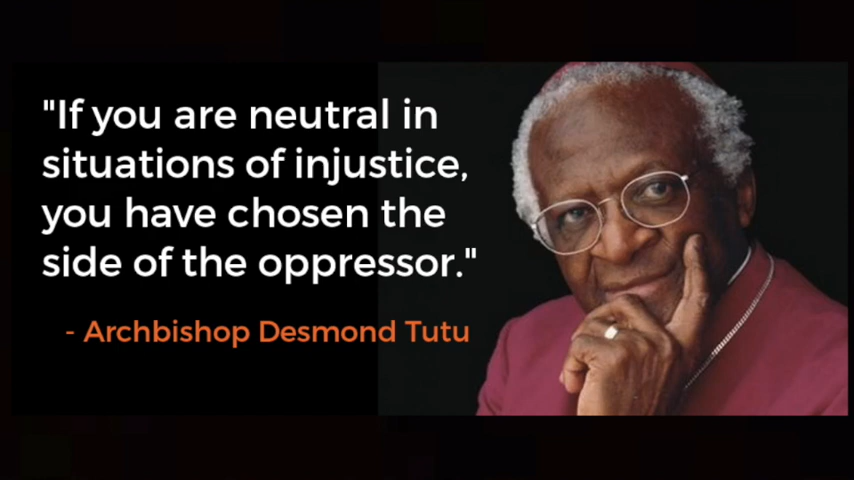 "If you are neutral in
situations of injustice,
you have chosen the
side of the oppressor."
- Archbishop Desmond Tutu